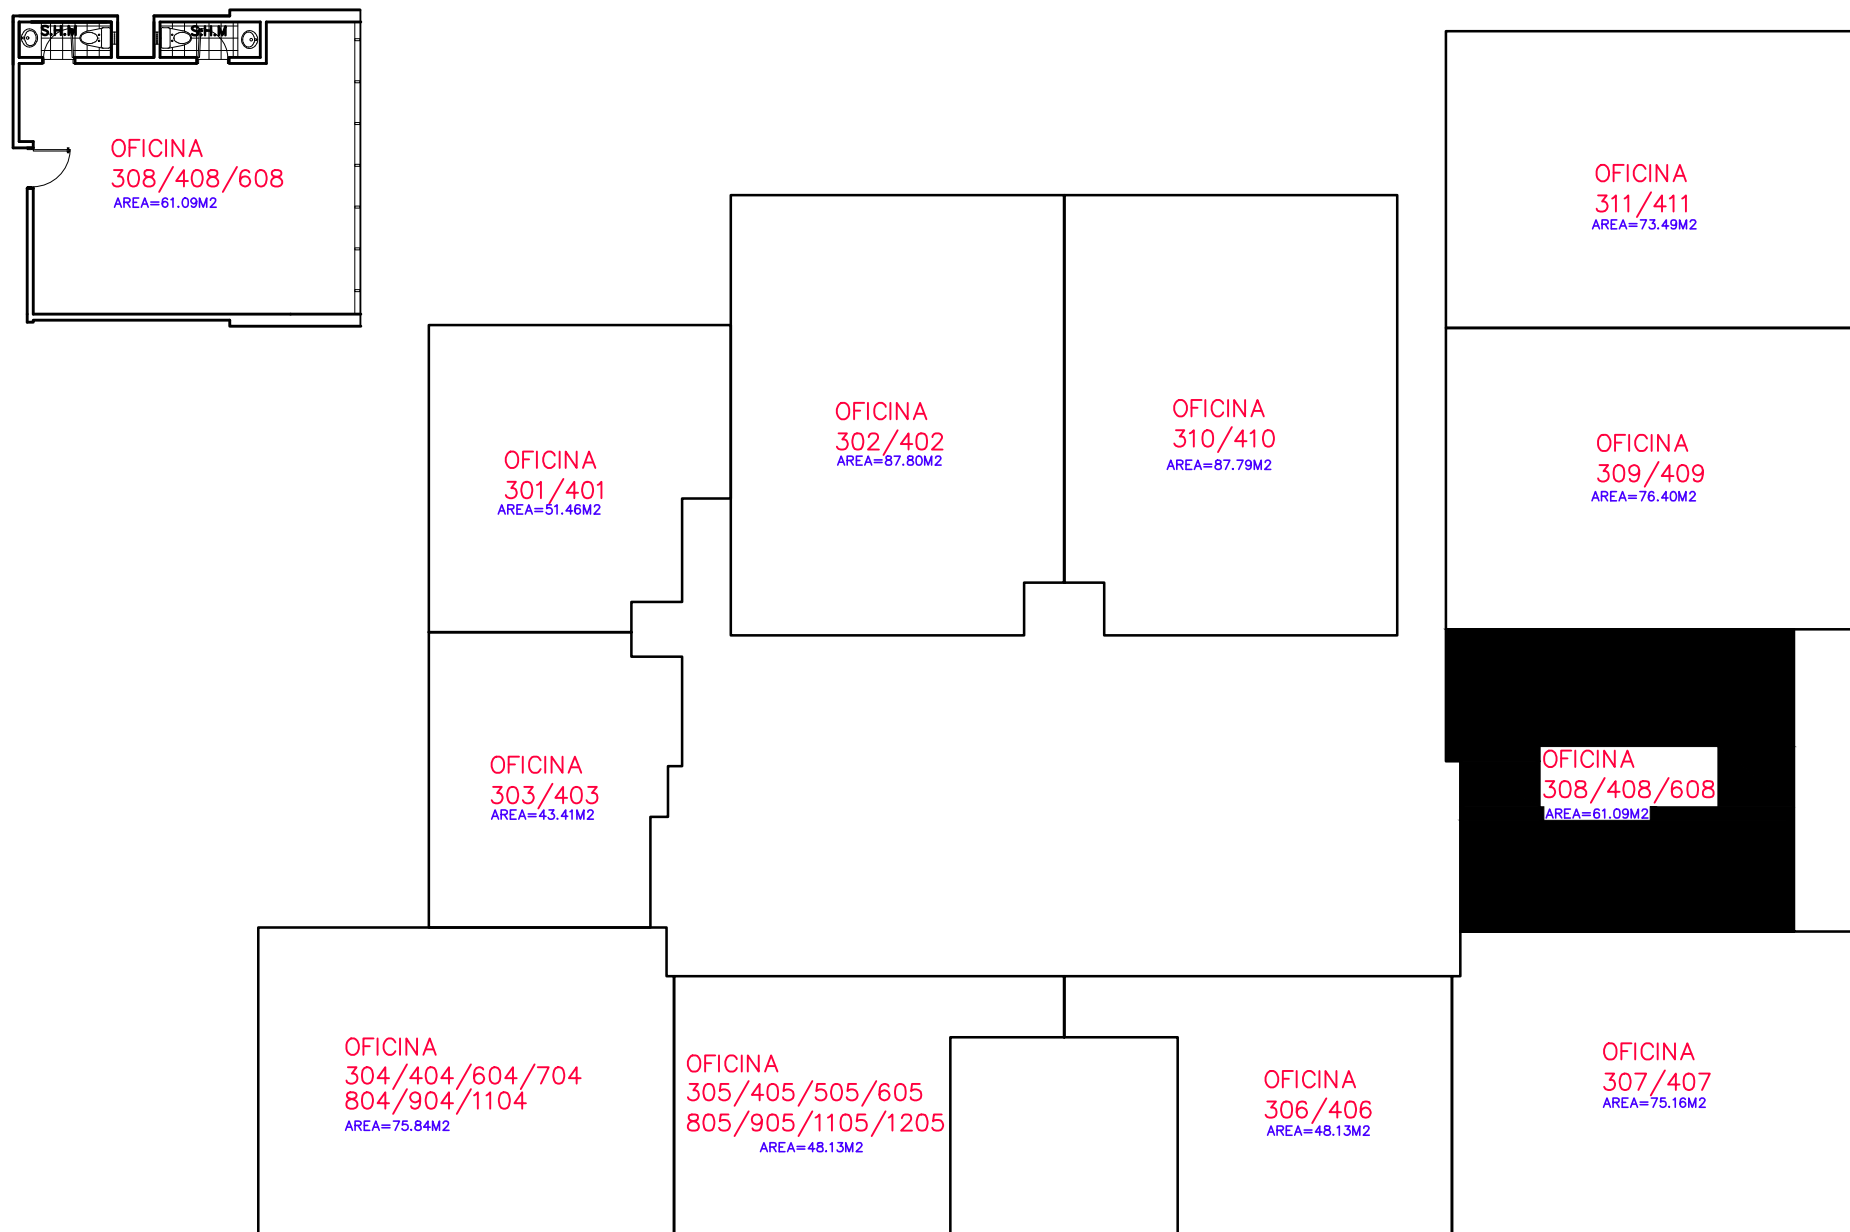 S.H.M
S.H.M
OFICINA
308/408/608
AREA=61.09M2
OFICINA
311/411
AREA=73.49M2
OFICINA
302/402
AREA=87.80M2
OFICINA
310/410
AREA=87.79M2
OFICINA
301/401
AREA=51.46M2
OFICINA
309/409
AREA=76.40M2
OFICINA
303/403
AREA=43.41M2
OFICINA
308/408/608
AREA=61.09M2
OFICINA
304/404/604/704
804/904/1104
AREA=75.84M2
OFICINA
305/405/505/605
805/905/1105/1205
AREA=48.13M2
OFICINA
306/406
AREA=48.13M2
OFICINA
307/407
AREA=75.16M2